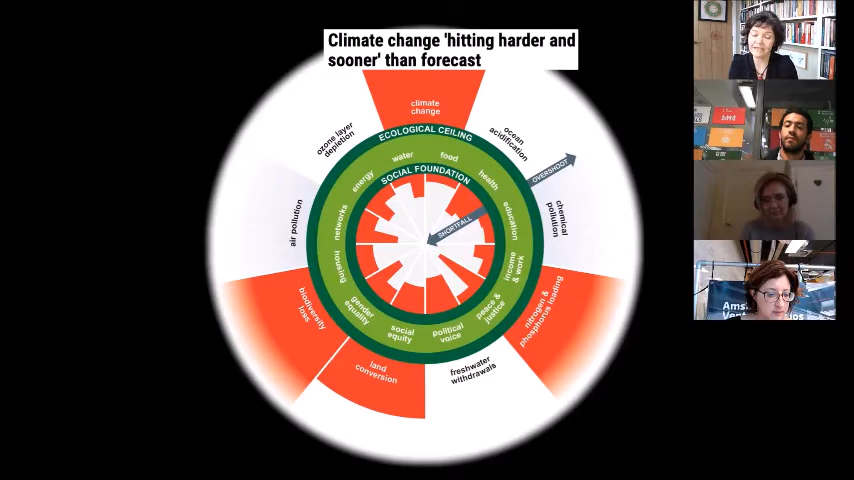 Climate change 'hitting harder and
sooner' than forecast
climate
change
ozone layer
depletion
ocean
acidification
ECOLOGICAL CEILING
OVERSHOOT
water
food
energy
health
SOCIAL FOUNDATION
SHORTFALL
networks
education
air pollution
chemical
pollution
housing
income
& work
gender
equality
peace &
justice
social
equity
political
voice
biodiversity
loss
nitrogen &
phosphorus loading
land
conversion
freshwater
withdrawals